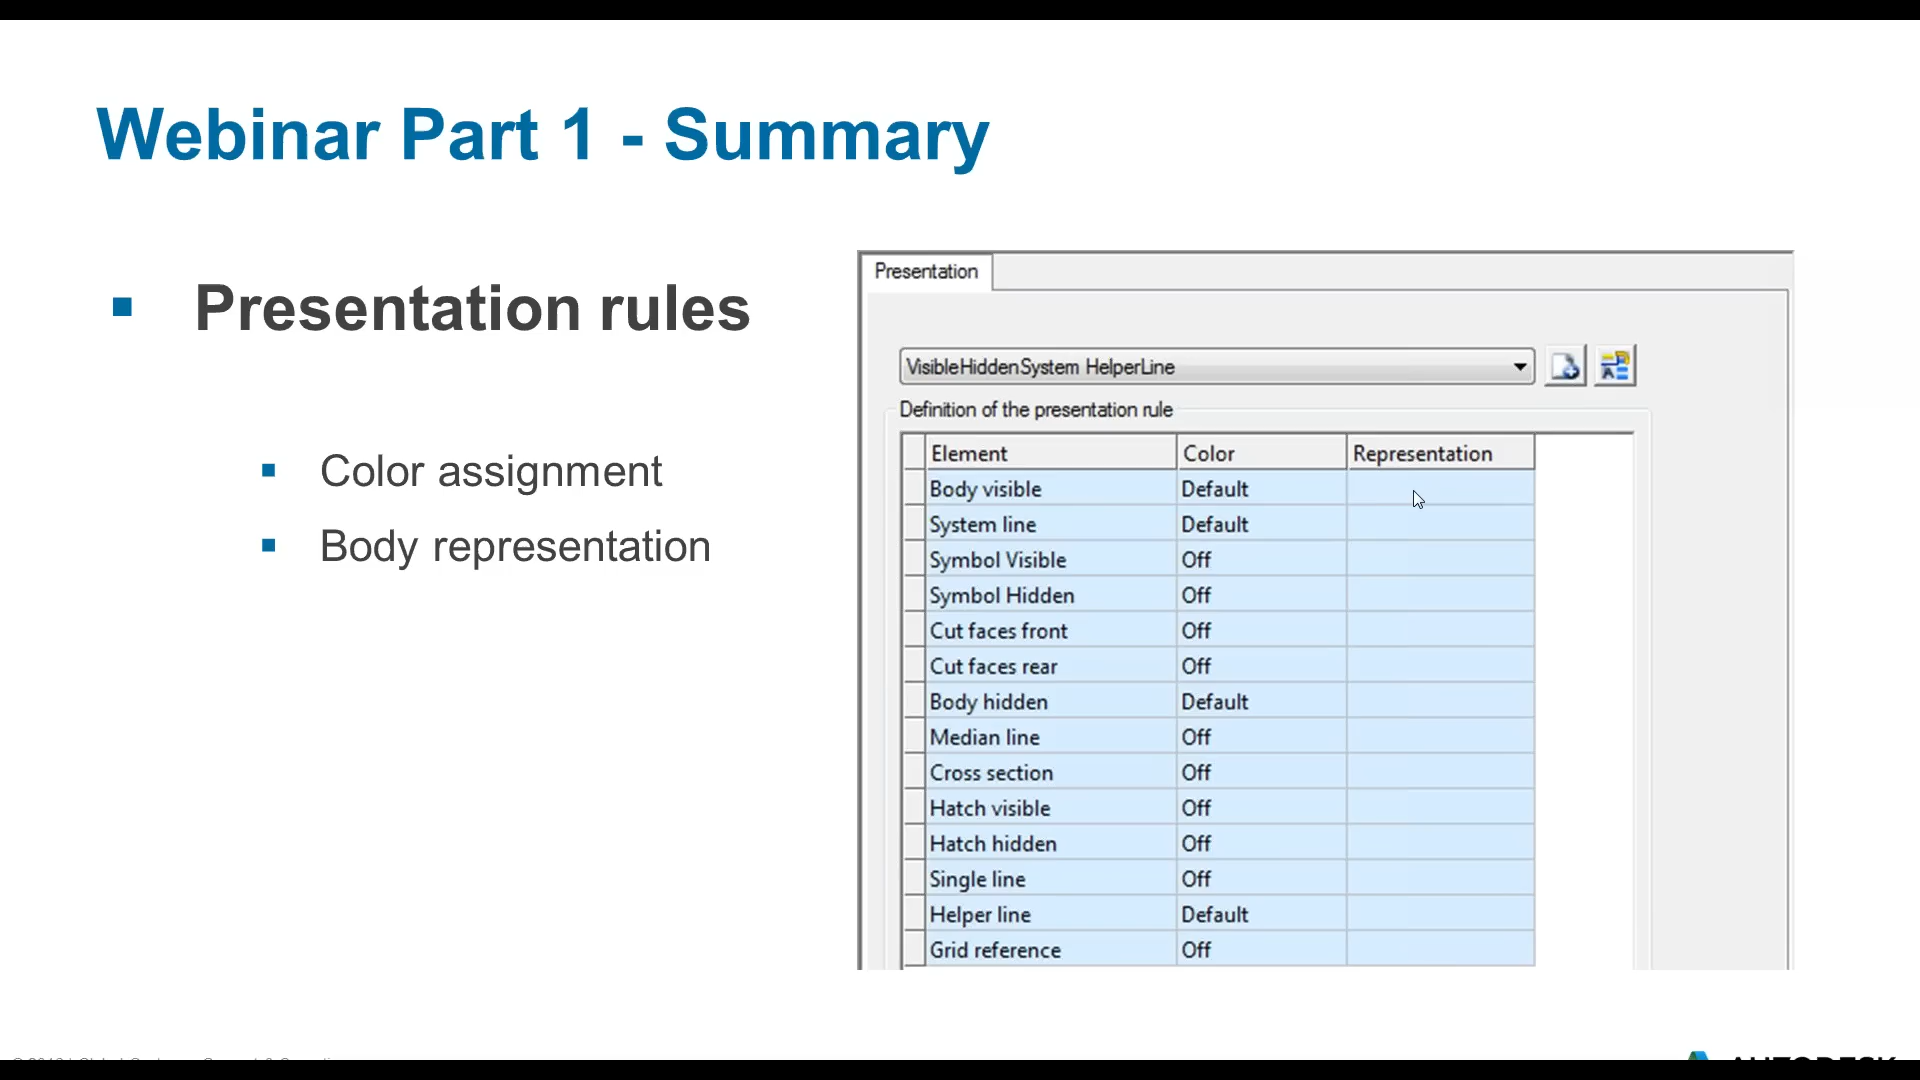 Webinar Part 1 - Summary
Presentation rules
Color assignment
Body representation
Presentation
VisibleHiddenSystem HelperLine
Definition of the presentation rule
Element Color Representation
Body visible Default
System line Default
Symbol Visible Off
Symbol Hidden Off
Cut faces front Off
Cut faces rear Off
Body hidden Default
Median line Off
Cross section Off
Hatch visible Off
Hatch hidden Off
Single line Off
Helper line Default
Grid reference Off
AUTODESK